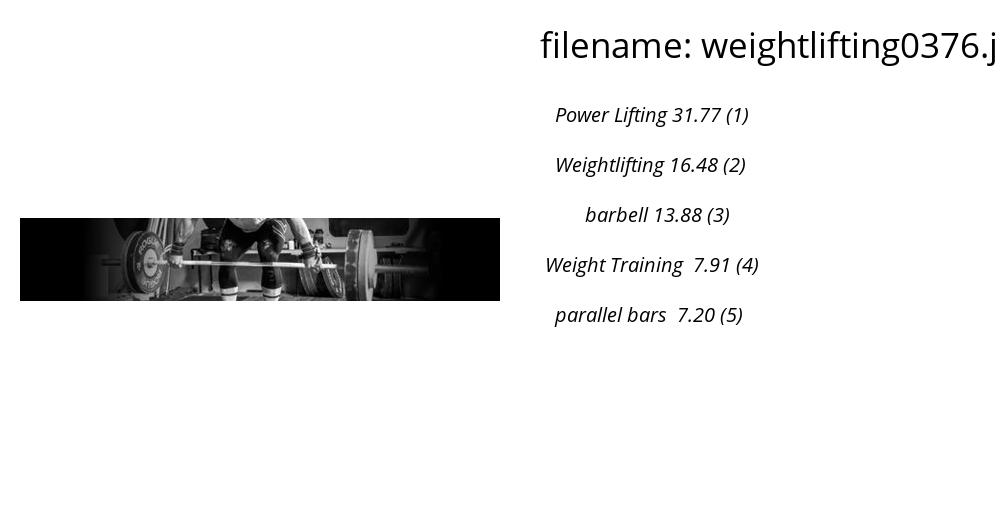 filename: weightlifting0376.j
Power Lifting 31.77 (1)
Weightlifting 16.48 (2)
barbell 13.88 (3)
Weight Training 7.91 (4)
parallel bars 7.20 (5)
ROGUE